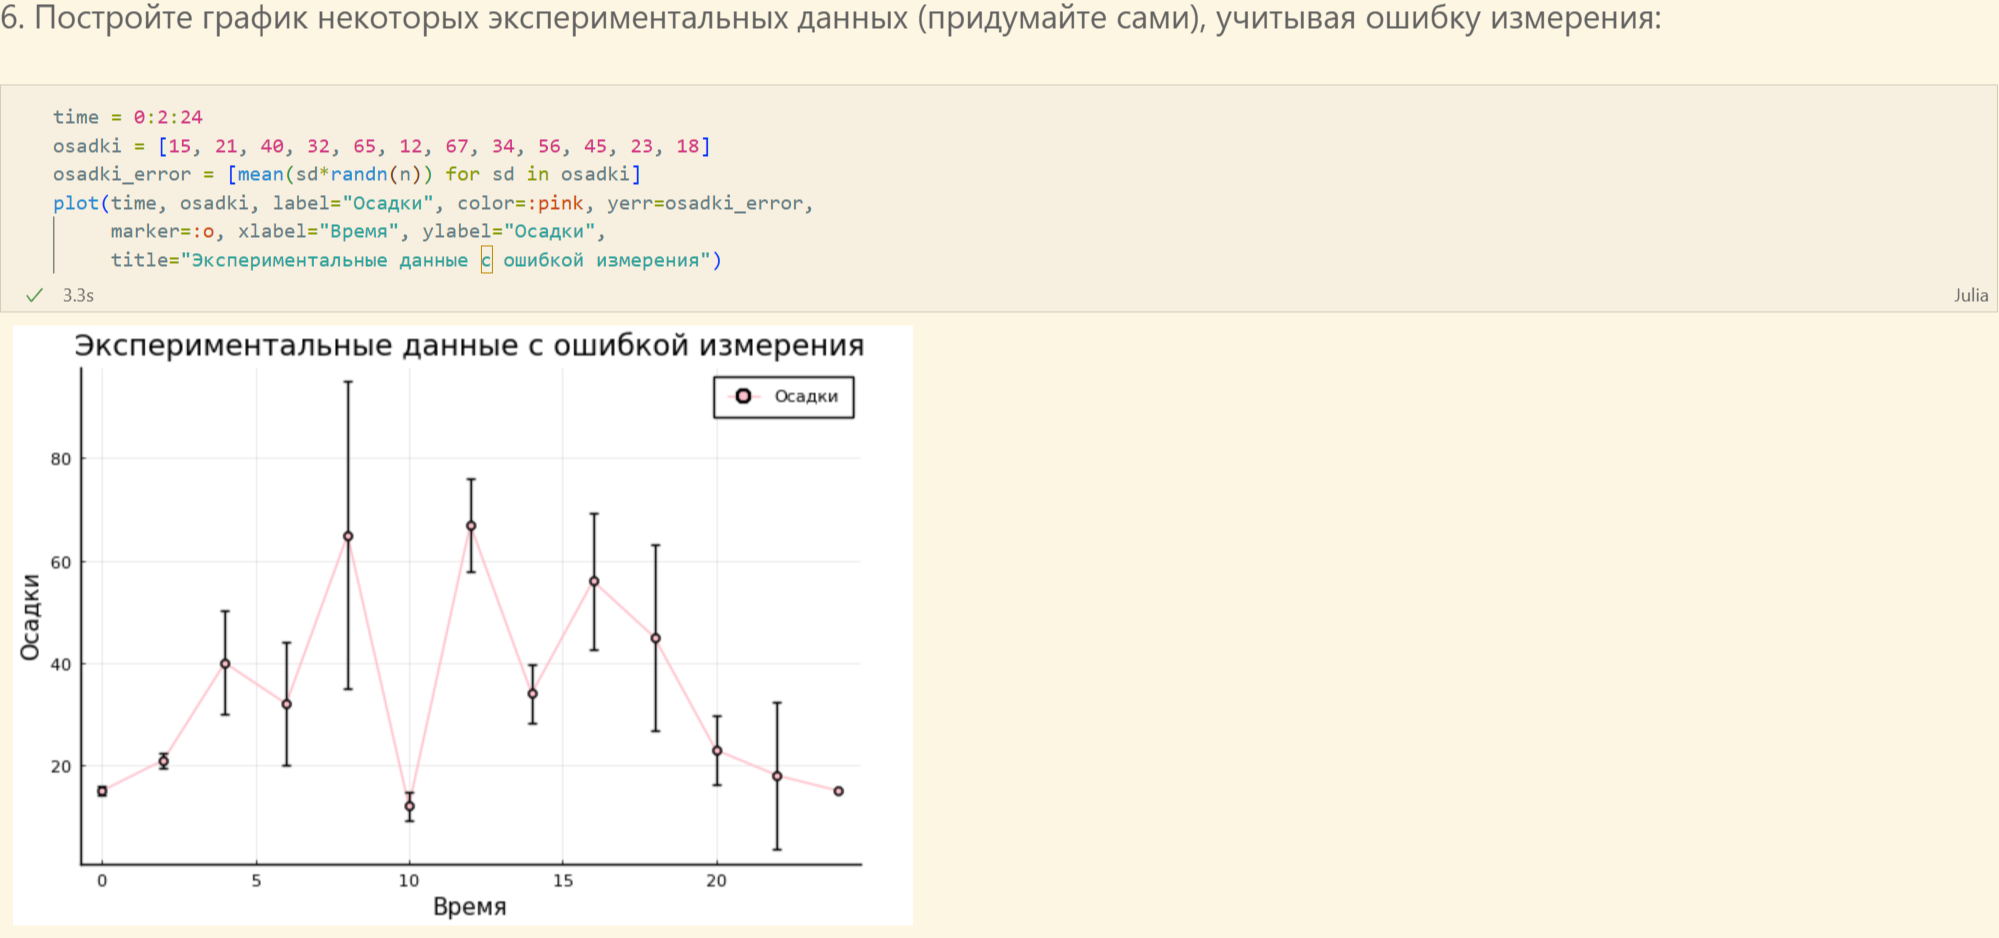 6. Постройте график некоторых экспериментальных данных (придумайте сами), учитывая ошибку измерения:
time = 0:2:24
osadki = [15, 21, 40, 32, 65, 12, 67, 34, 56, 45, 23, 18]
osadki_error = [mean(sd*randn(n)) for sd in osadki]
plot(time, osadki, label="Осадки", color=:pink, yerr=osadki_error,
marker=:o, xlabel="Время", ylabel="Осадки",
title="Экспериментальные данные с ошибкой измерения")
3.3s
Julia
Экспериментальные данные с ошибкой измерения
Осадки
80
60
40
20
Осадки
0 5 10 15 20
Время